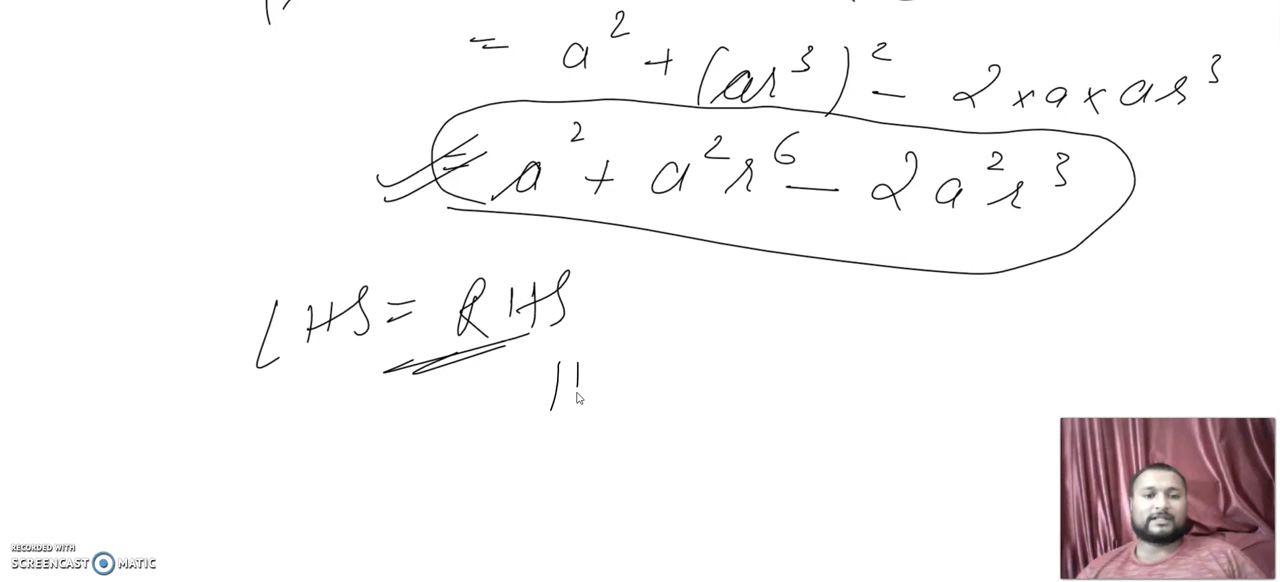 = a² + (ar³)² - 2×a×ar³
= a² + a²r⁶ - 2a²r³
LHS = RHS
RECORDED WITH
SCREENCAST MATIC